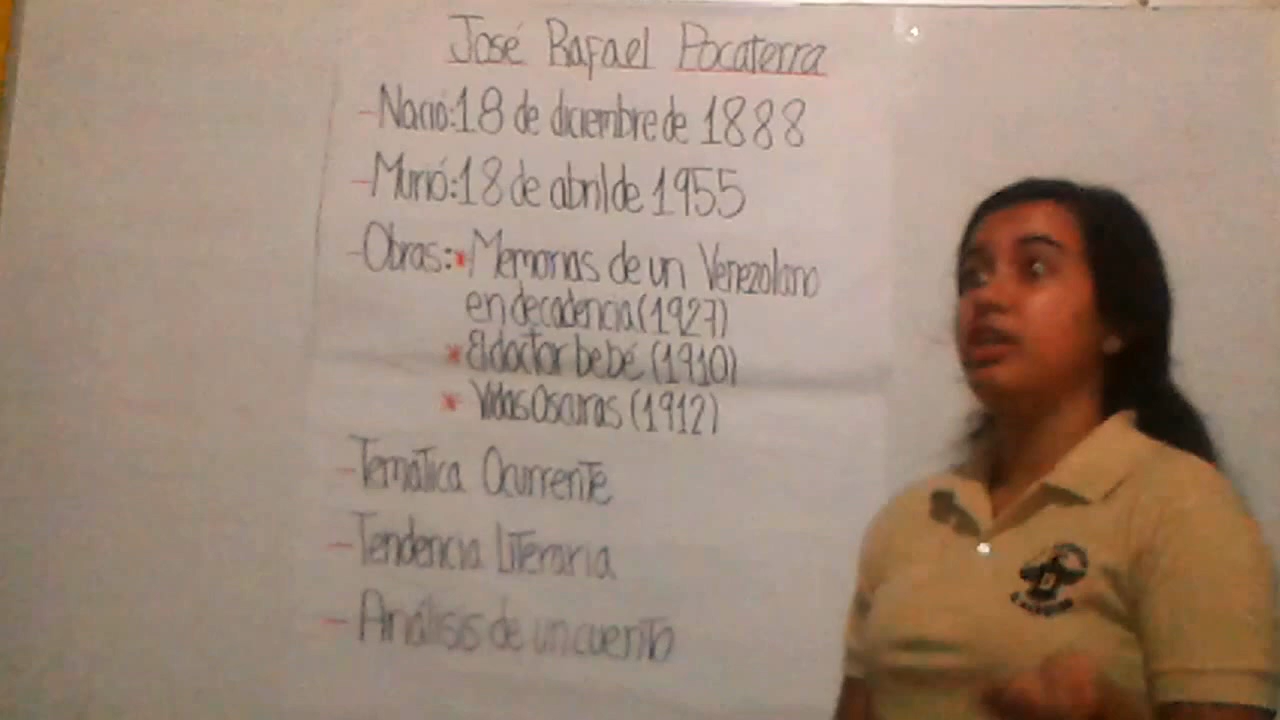 José Rafael Pocaterra
-Nació:18 de diciembre de 1888
-Murió:18 de abril de 1955
-Obras:*Memorias de un Venezolano
en decadencia (1927)
* El doctor bebé (1910)
* Vidas Oscuras (1912)
-Temática Ocurrente
-Tendencia Literaria
-Análisis de un cuento